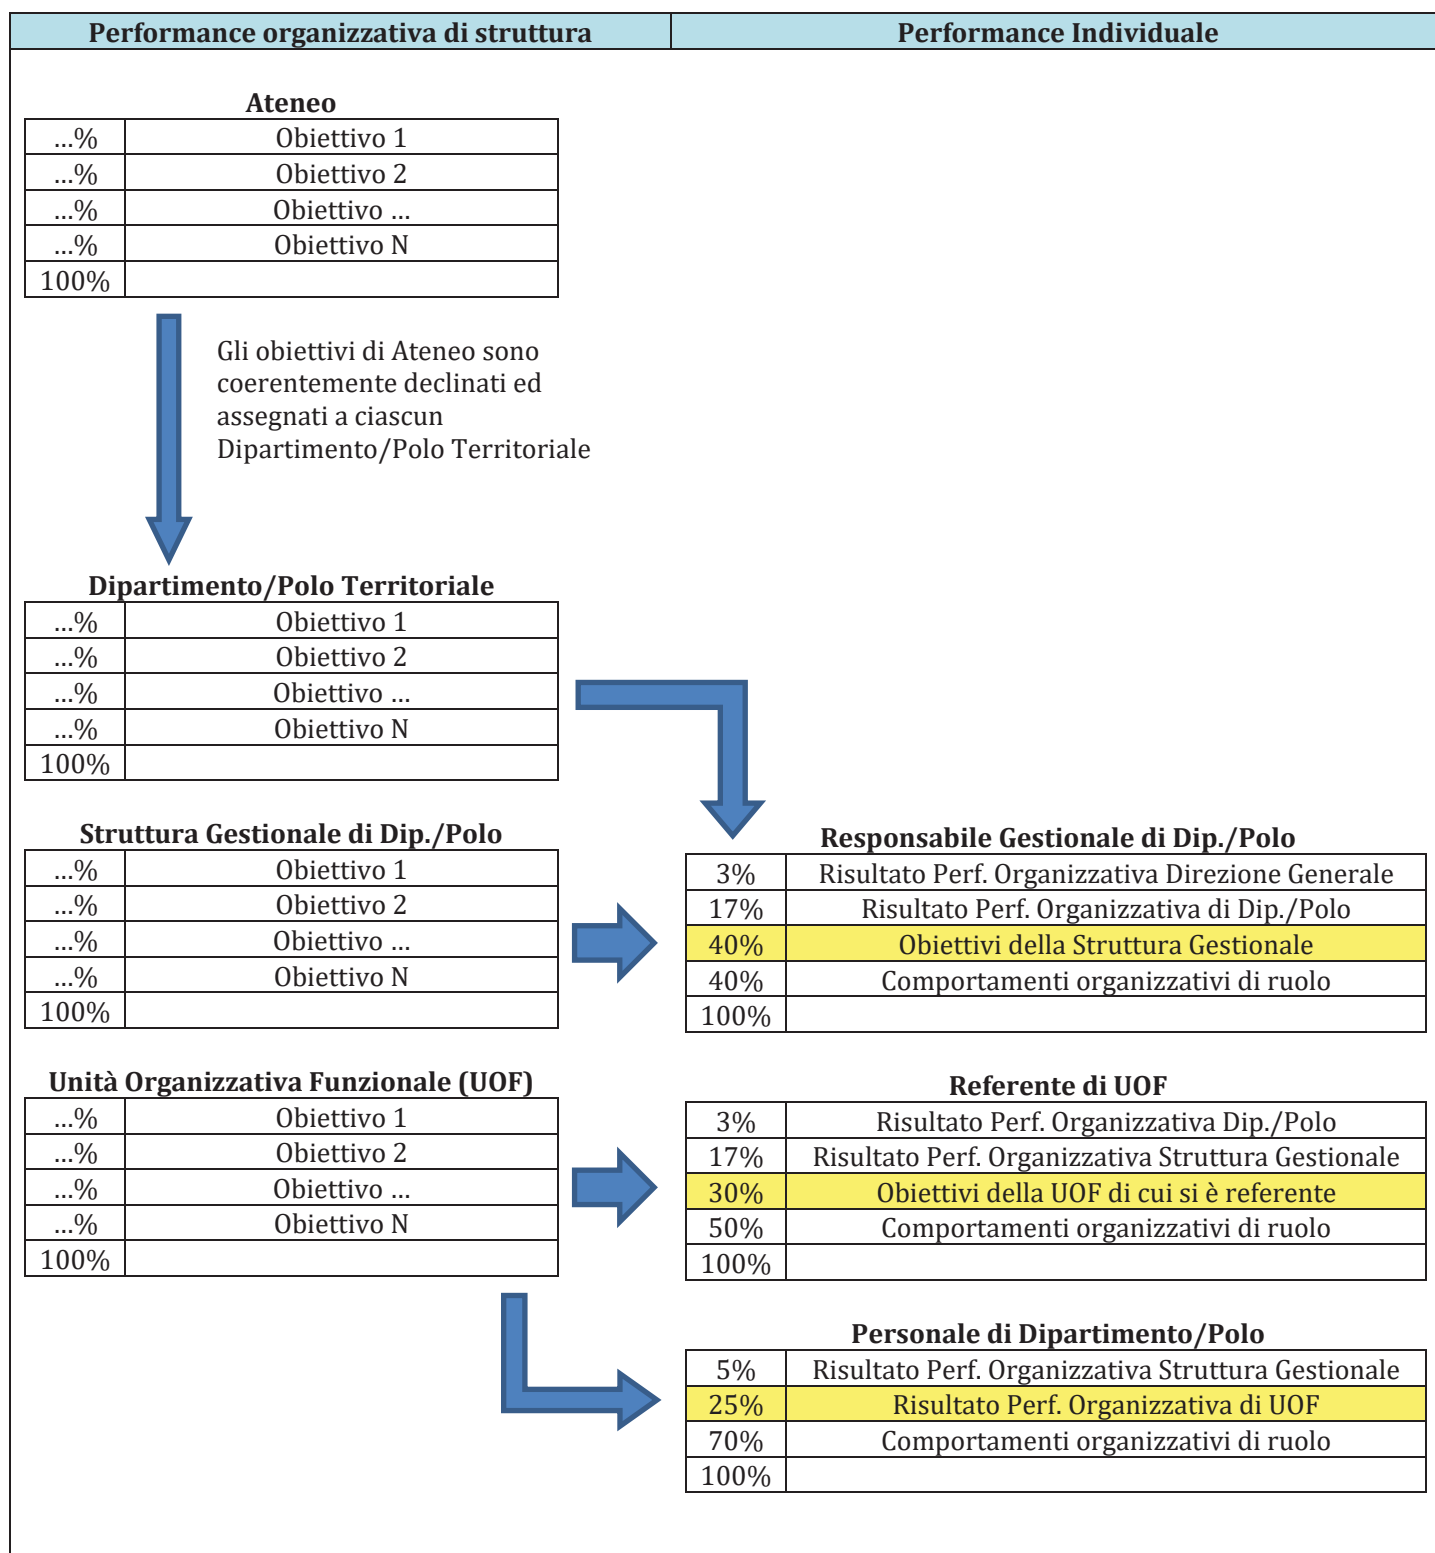 Performance organizzativa di struttura Performance Individuale
Ateneo
...% Obiettivo 1
...% Obiettivo 2
...% Obiettivo ...
...% Obiettivo N
100%
Gli obiettivi di Ateneo sono
coerentemente declinati ed
assegnati a ciascun
Dipartimento/Polo Territoriale
Dipartimento/Polo Territoriale
...% Obiettivo 1
...% Obiettivo 2
...% Obiettivo ...
...% Obiettivo N
100%
Struttura Gestionale di Dip./Polo
...% Obiettivo 1
...% Obiettivo 2
...% Obiettivo ...
...% Obiettivo N
100%
Responsabile Gestionale di Dip./Polo
3% Risultato Perf. Organizzativa Direzione Generale
17% Risultato Perf. Organizzativa di Dip./Polo
40% Obiettivi della Struttura Gestionale
40% Comportamenti organizzativi di ruolo
100%
Unità Organizzativa Funzionale (UOF)
...% Obiettivo 1
...% Obiettivo 2
...% Obiettivo ...
...% Obiettivo N
100%
Referente di UOF
3% Risultato Perf. Organizzativa Dip./Polo
17% Risultato Perf. Organizzativa Struttura Gestionale
30% Obiettivi della UOF di cui si è referente
50% Comportamenti organizzativi di ruolo
100%
Personale di Dipartimento/Polo
5% Risultato Perf. Organizzativa Struttura Gestionale
25% Risultato Perf. Organizzativa di UOF
70% Comportamenti organizzativi di ruolo
100%